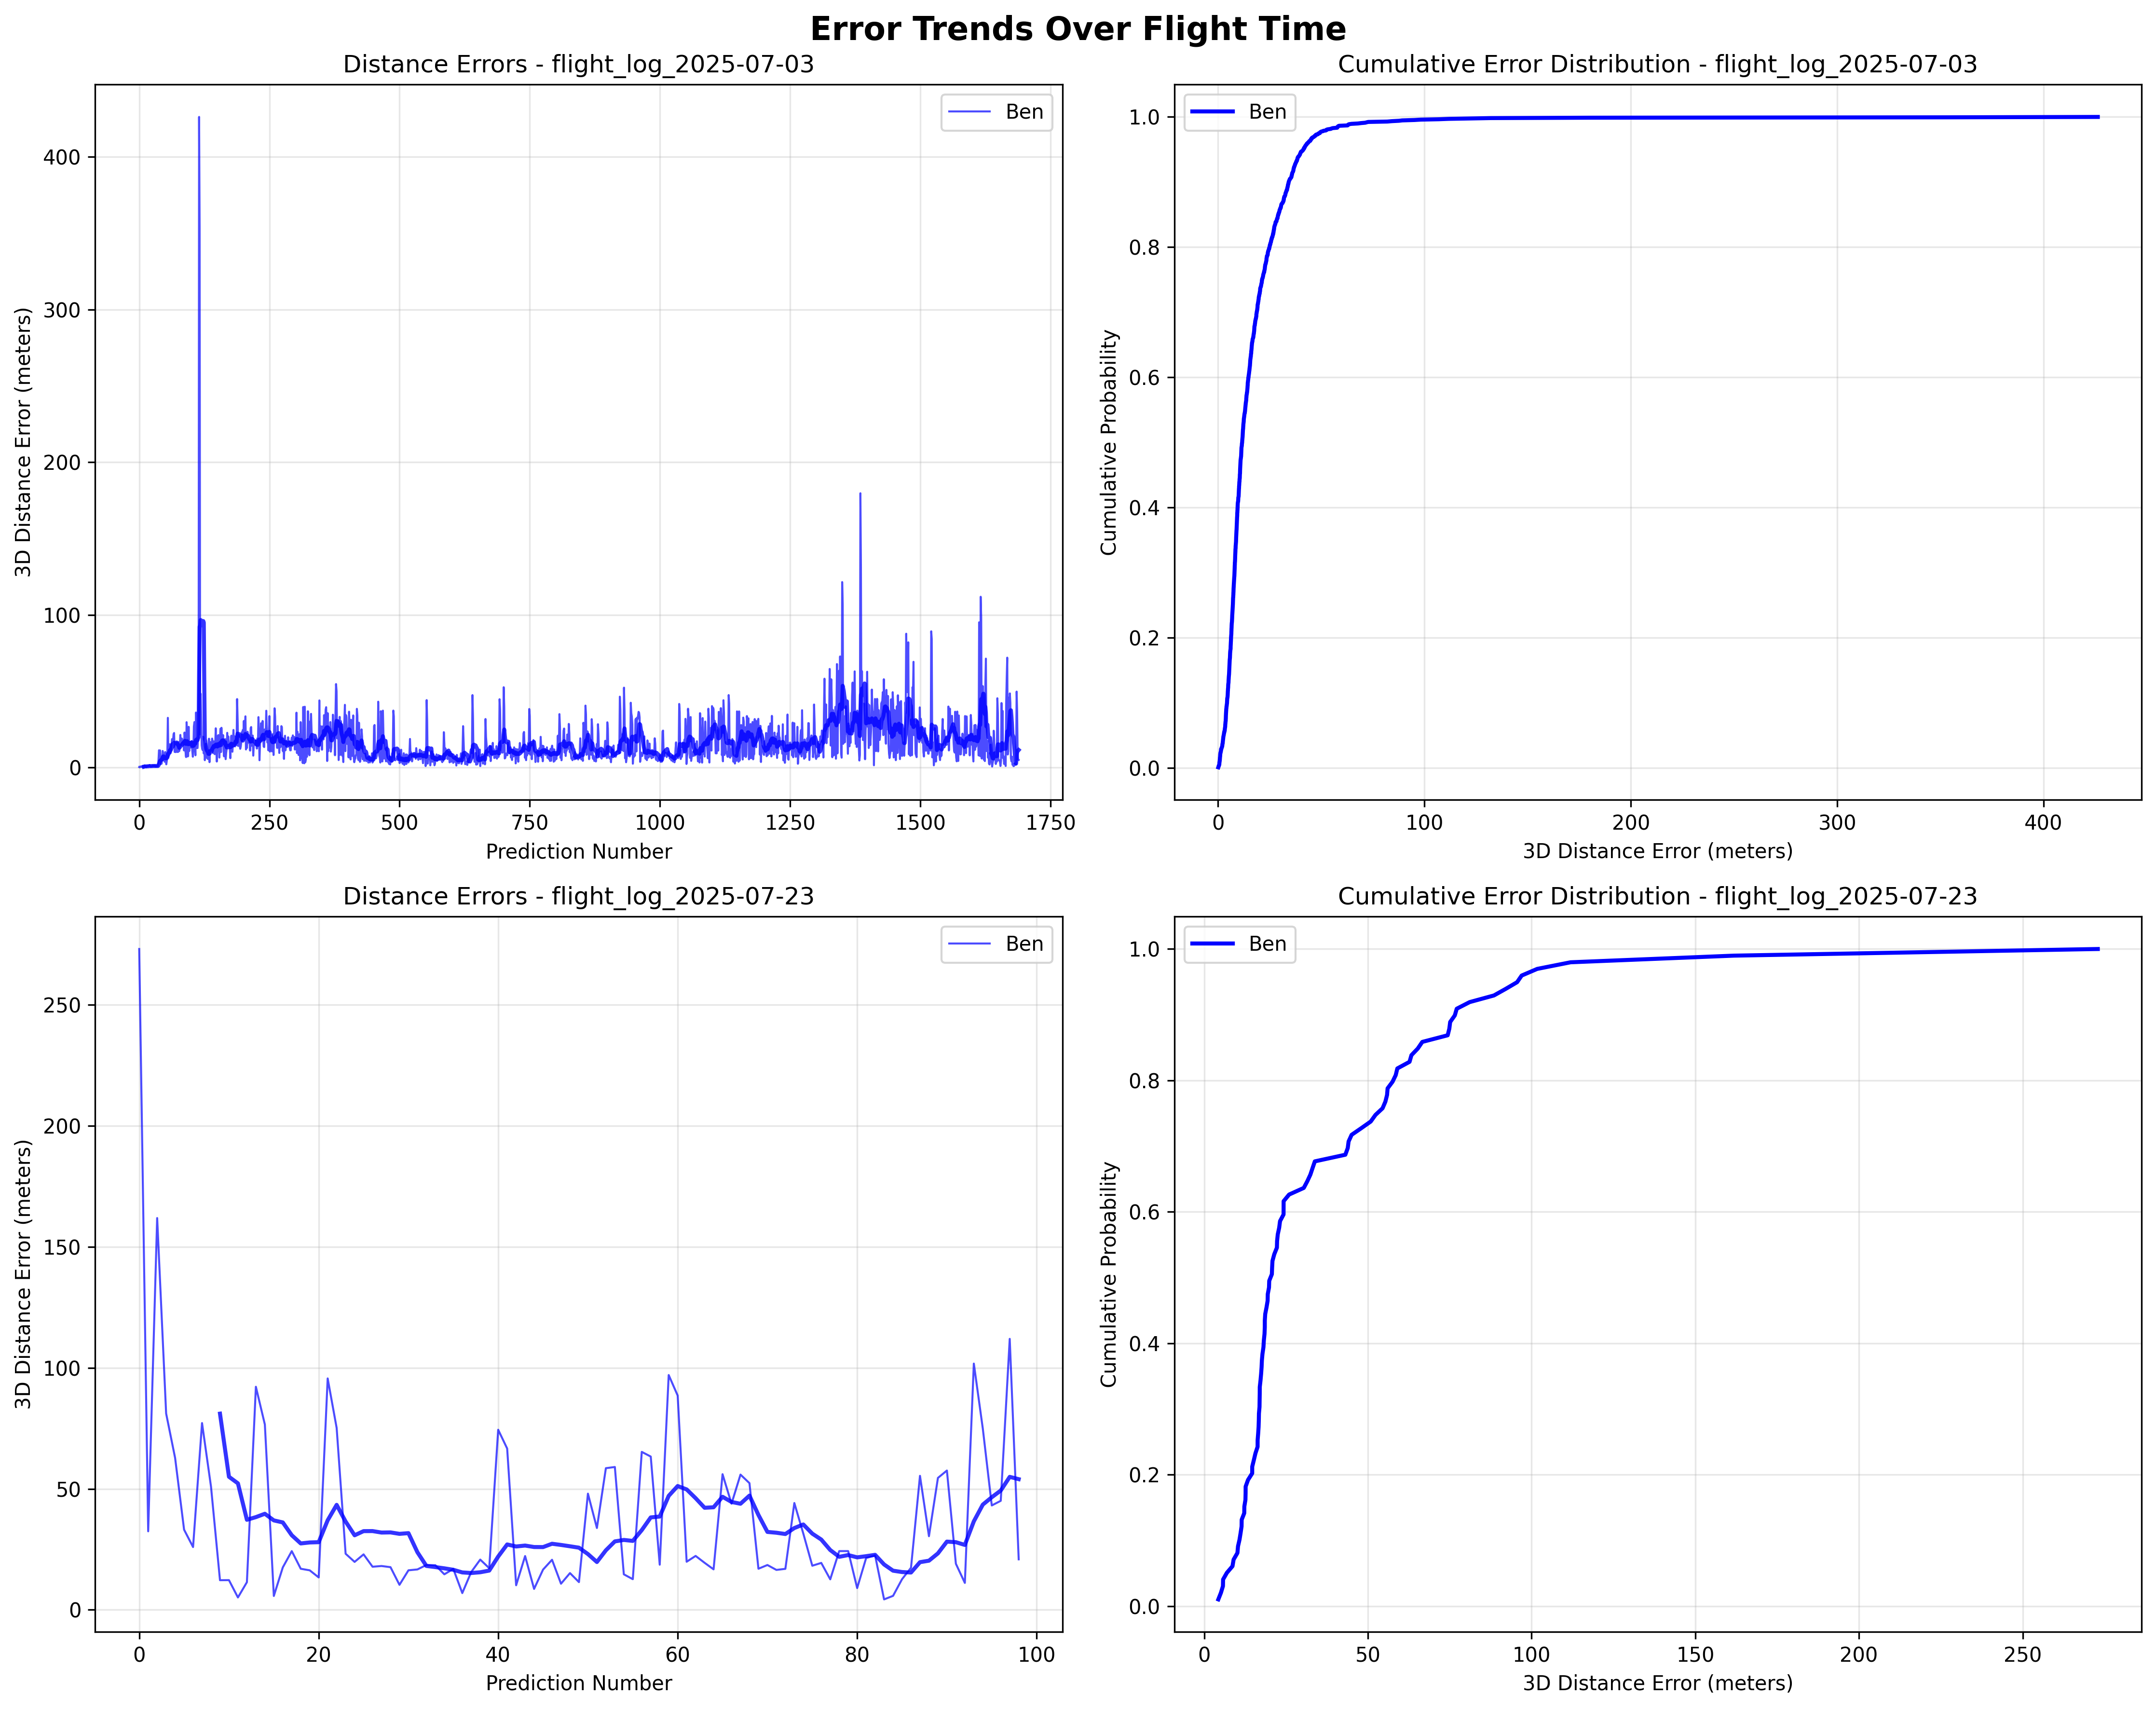 Error Trends Over Flight Time
Distance Errors - flight_log_2025-07-03
Ben
400
300
200
100
0
3D Distance Error (meters)
0 250 500 750 1000 1250 1500 1750
Prediction Number
Cumulative Error Distribution - flight_log_2025-07-03
Ben
1.0
0.8
0.6
0.4
0.2
0.0
Cumulative Probability
0 100 200 300 400
3D Distance Error (meters)
Distance Errors - flight_log_2025-07-23
Ben
250
200
150
100
50
0
3D Distance Error (meters)
0 20 40 60 80 100
Prediction Number
Cumulative Error Distribution - flight_log_2025-07-23
Ben
1.0
0.8
0.6
0.4
0.2
0.0
Cumulative Probability
0 50 100 150 200 250
3D Distance Error (meters)